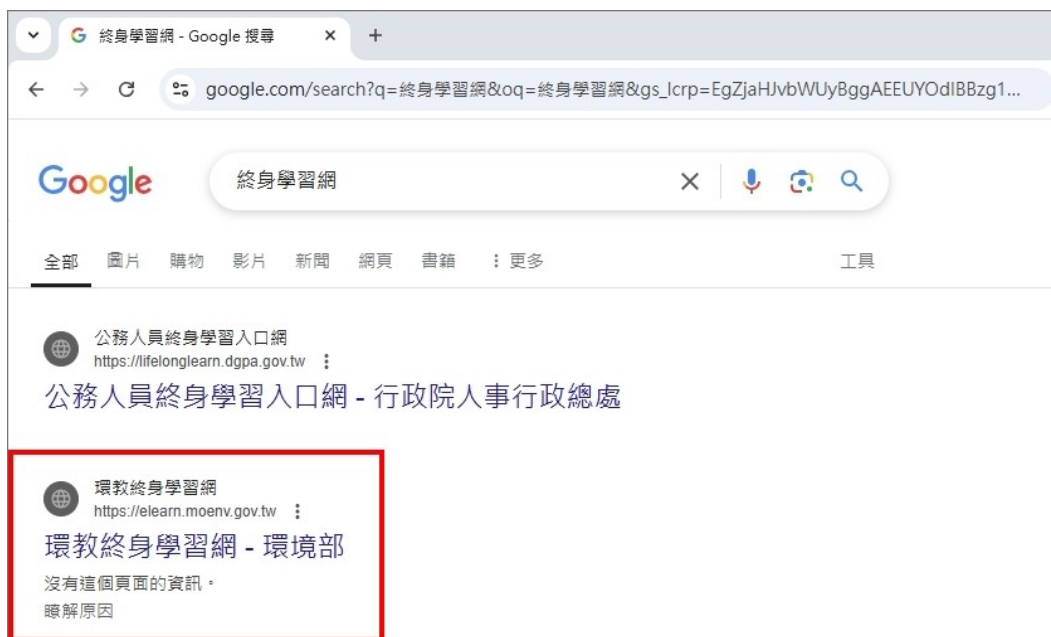 終身學習網 - Google 搜尋
google.com/search?q=終身學習網&oq=終身學習網&gs_lcrp=EgZjaHJvbWUyBggAEEUYOdIBBzg1...
Google
終身學習網
全部 圖片 購物 影片 新聞 網頁 書籍 更多 工具
公務人員終身學習入口網
https://lifelonglearn.dgpa.gov.tw
公務人員終身學習入口網 - 行政院人事行政總處
環教終身學習網
https://elearn.moenv.gov.tw
環教終身學習網 - 環境部
沒有這個頁面的資訊。
瞭解原因